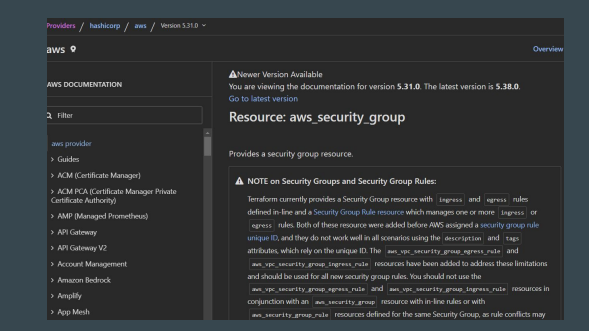 Providers / hashicorp / aws / Version 5.31.0
aws
Overview
AWS DOCUMENTATION
Filter
aws provider
Guides
ACM (Certificate Manager)
ACM PCA (Certificate Manager Private
Certificate Authority)
AMP (Managed Prometheus)
API Gateway
API Gateway V2
Account Management
Amazon Bedrock
Amplify
App Mesh
Newer Version Available
You are viewing the documentation for version 5.31.0. The latest version is 5.38.0.
Go to latest version
Resource: aws_security_group
Provides a security group resource.
NOTE on Security Groups and Security Group Rules:
Terraform currently provides a Security Group resource with ingress and egress rules
defined in-line and a Security Group Rule resource which manages one or more ingress or
egress rules. Both of these resource were added before AWS assigned a security group rule
unique ID, and they do not work well in all scenarios using the description and tags
attributes, which rely on the unique ID. The aws_vpc_security_group_egress_rule and
aws_vpc_security_group_ingress_rule resources have been added to address these limitations
and should be used for all new security group rules. You should not use the
aws_vpc_security_group_egress_rule and aws_vpc_security_group_ingress_rule resources in
conjunction with an aws_security_group resource with in-line rules or with
aws_security_group_rule resources defined for the same Security Group, as rule conflicts may